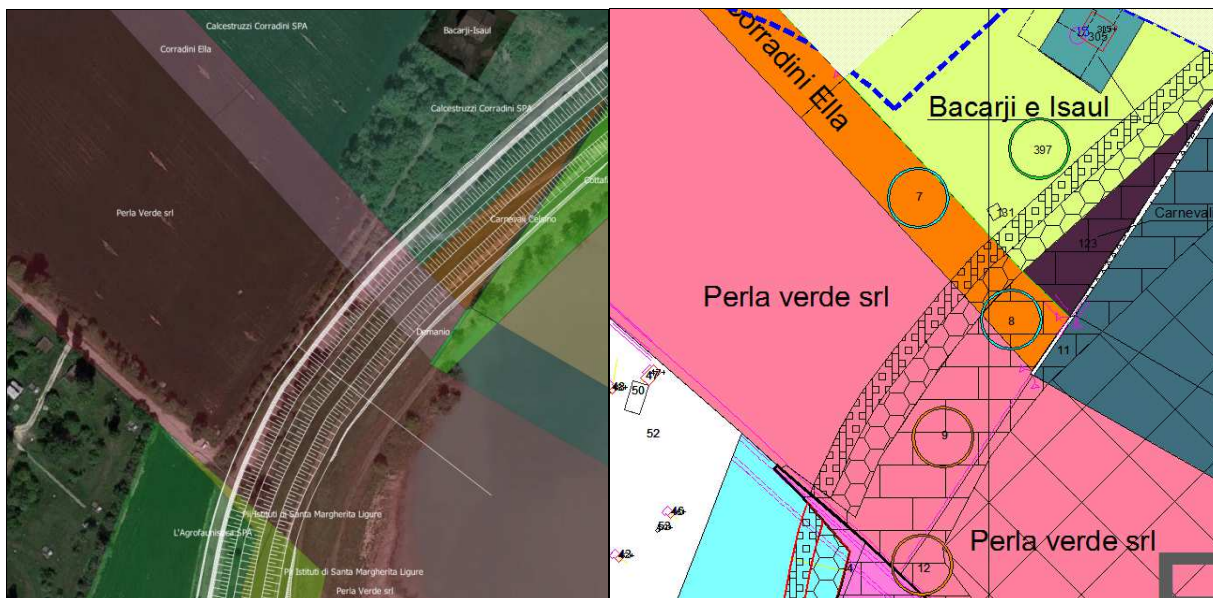 Calcestruzzi Corradini SPA
Bacarji-Isaul
Corradini Ella
Calcestruzzi Corradini SPA
Perla Verde srl
Carnevali Celsino
Demanio
Pii Istituti di Santa Margherita Ligure
L'Agrofaunistica SPA
Pii Istituti di Santa Margherita Ligure
Perla Verde srl
Corradini Ella
Bacarji e Isaul
397
7
131
Carnevali
123
Perla verde srl
8
11
47
50
52
9
Perla verde srl
12